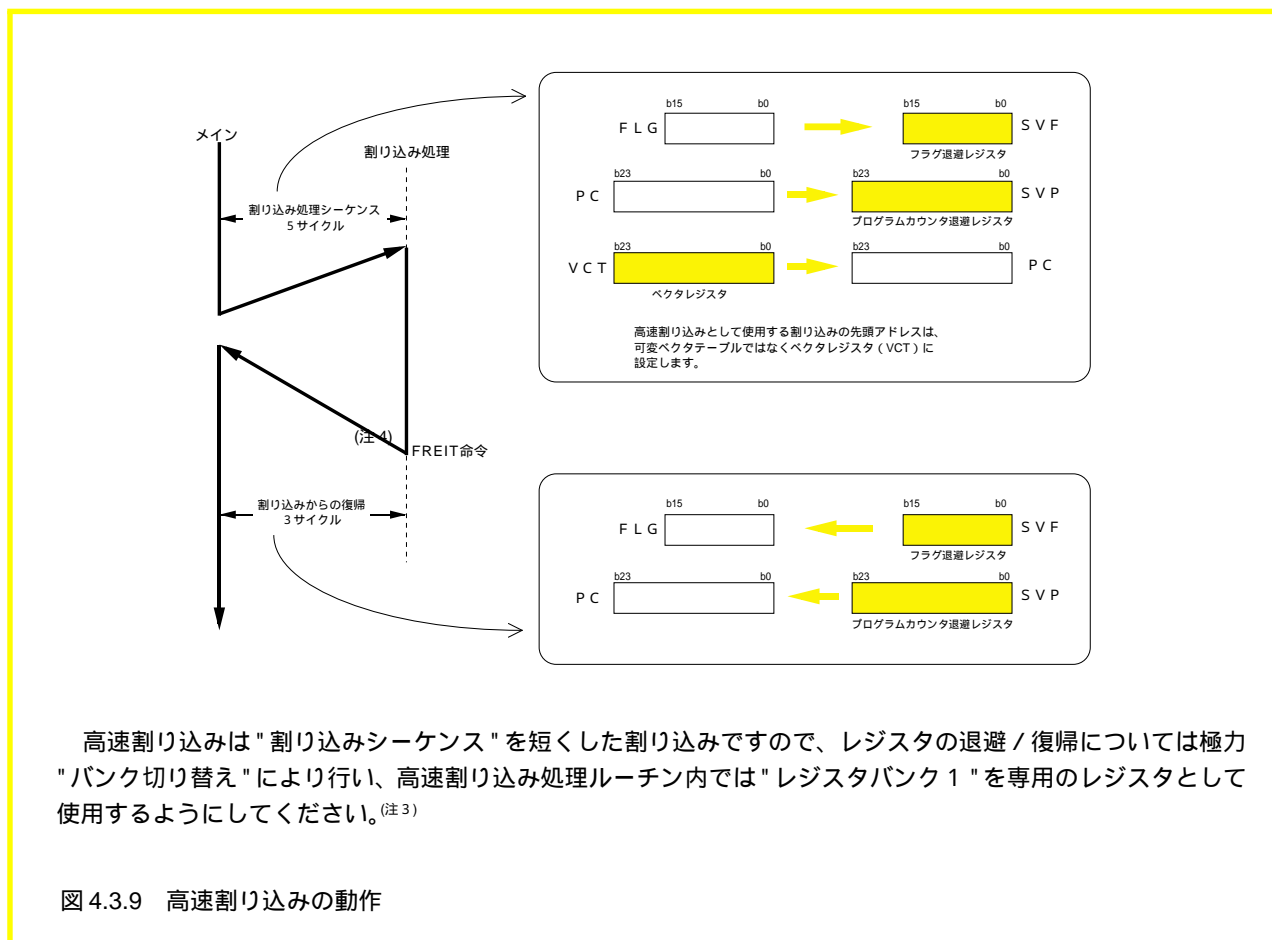 メイン
割り込み処理
割り込み処理シーケンス
5サイクル
(注4)
FREIT命令
割り込みからの復帰
3サイクル
b15 b0 b15 b0
FLG SVF
フラグ退避レジスタ
b23 b0 b23 b0
PC SVP
プログラムカウンタ退避レジスタ
b23 b0 b23 b0
VCT PC
ベクタレジスタ
高速割り込みとして使用する割り込みの先頭アドレスは、
可変ベクタテーブルではなくベクタレジスタ(VCT)に
設定します。
b15 b0 b15 b0
FLG SVF
フラグ退避レジスタ
b23 b0 b23 b0
PC SVP
プログラムカウンタ退避レジスタ
高速割り込みは"割り込みシーケンス"を短くした割り込みですので、レジスタの退避/復帰については極力
"バンク切り替え"により行い、高速割り込み処理ルーチン内では"レジスタバンク1"を専用のレジスタとして
使用するようにしてください。(注3)
図4.3.9 高速割り込みの動作